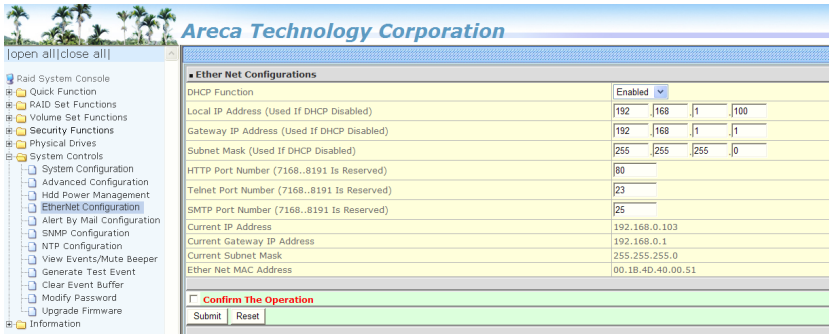 Areca Technology Corporation
|open all|close all|
Raid System Console
Quick Function
RAID Set Functions
Volume Set Functions
Security Functions
Physical Drives
System Controls
System Configuration
Advanced Configuration
Hdd Power Management
EtherNet Configuration
Alert By Mail Configuration
SNMP Configuration
NTP Configuration
View Events/Mute Beeper
Generate Test Event
Clear Event Buffer
Modify Password
Upgrade Firmware
Information
Ether Net Configurations
DHCP Function Enabled
Local IP Address (Used If DHCP Disabled) 192 .168 .1 .100
Gateway IP Address (Used If DHCP Disabled) 192 .168 .1 .1
Subnet Mask (Used If DHCP Disabled) 255 .255 .255 .0
HTTP Port Number (7168..8191 Is Reserved) 80
Telnet Port Number (7168..8191 Is Reserved) 23
SMTP Port Number (7168..8191 Is Reserved) 25
Current IP Address 192.168.0.103
Current Gateway IP Address 192.168.0.1
Current Subnet Mask 255.255.255.0
Ether Net MAC Address 00.1B.4D.40.00.51
Confirm The Operation
Submit Reset